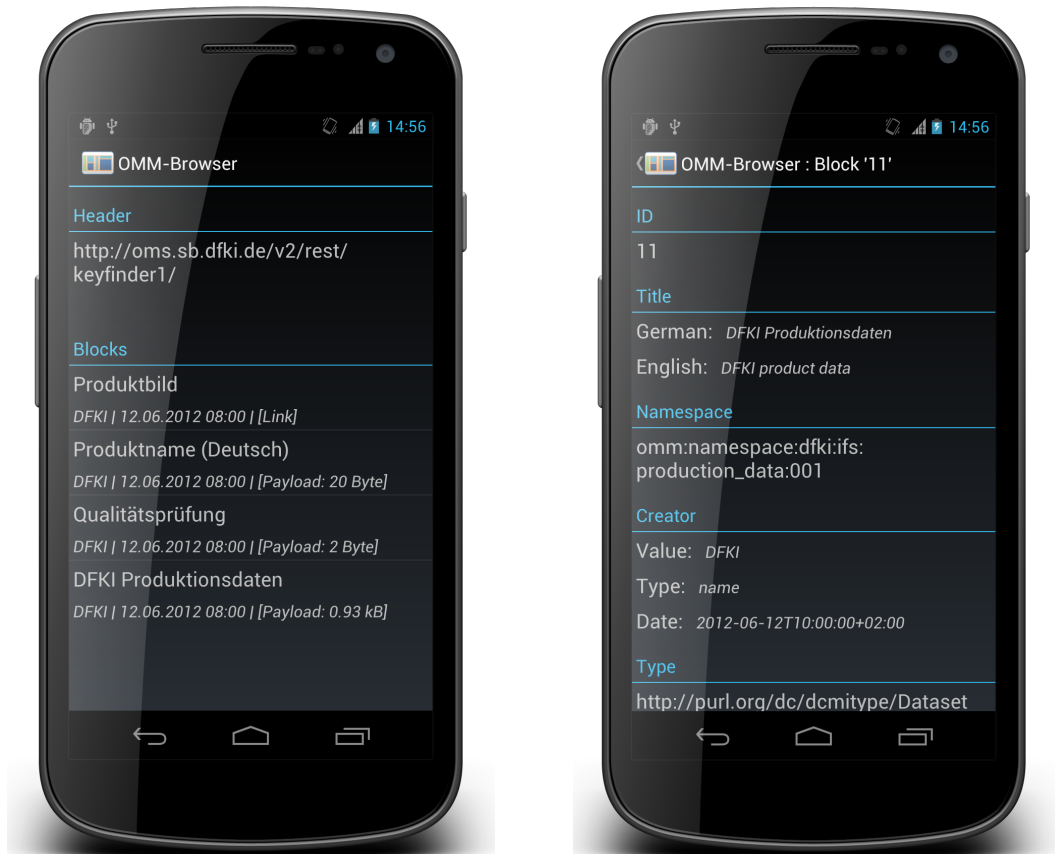 14:56
OMM-Browser
Header
http://oms.sb.dfki.de/v2/rest/
keyfinder1/
Blocks
Produktbild
DFKI | 12.06.2012 08:00 | [Link]
Produktname (Deutsch)
DFKI | 12.06.2012 08:00 | [Payload: 20 Byte]
Qualitätsprüfung
DFKI | 12.06.2012 08:00 | [Payload: 2 Byte]
DFKI Produktionsdaten
DFKI | 12.06.2012 08:00 | [Payload: 0.93 kB]
14:56
OMM-Browser : Block '11'
ID
11
Title
German: DFKI Produktionsdaten
English: DFKI product data
Namespace
omm:namespace:dfki:ifs:
production_data:001
Creator
Value: DFKI
Type: name
Date: 2012-06-12T10:00:00+02:00
Type
http://purl.org/dc/dcmitype/Dataset